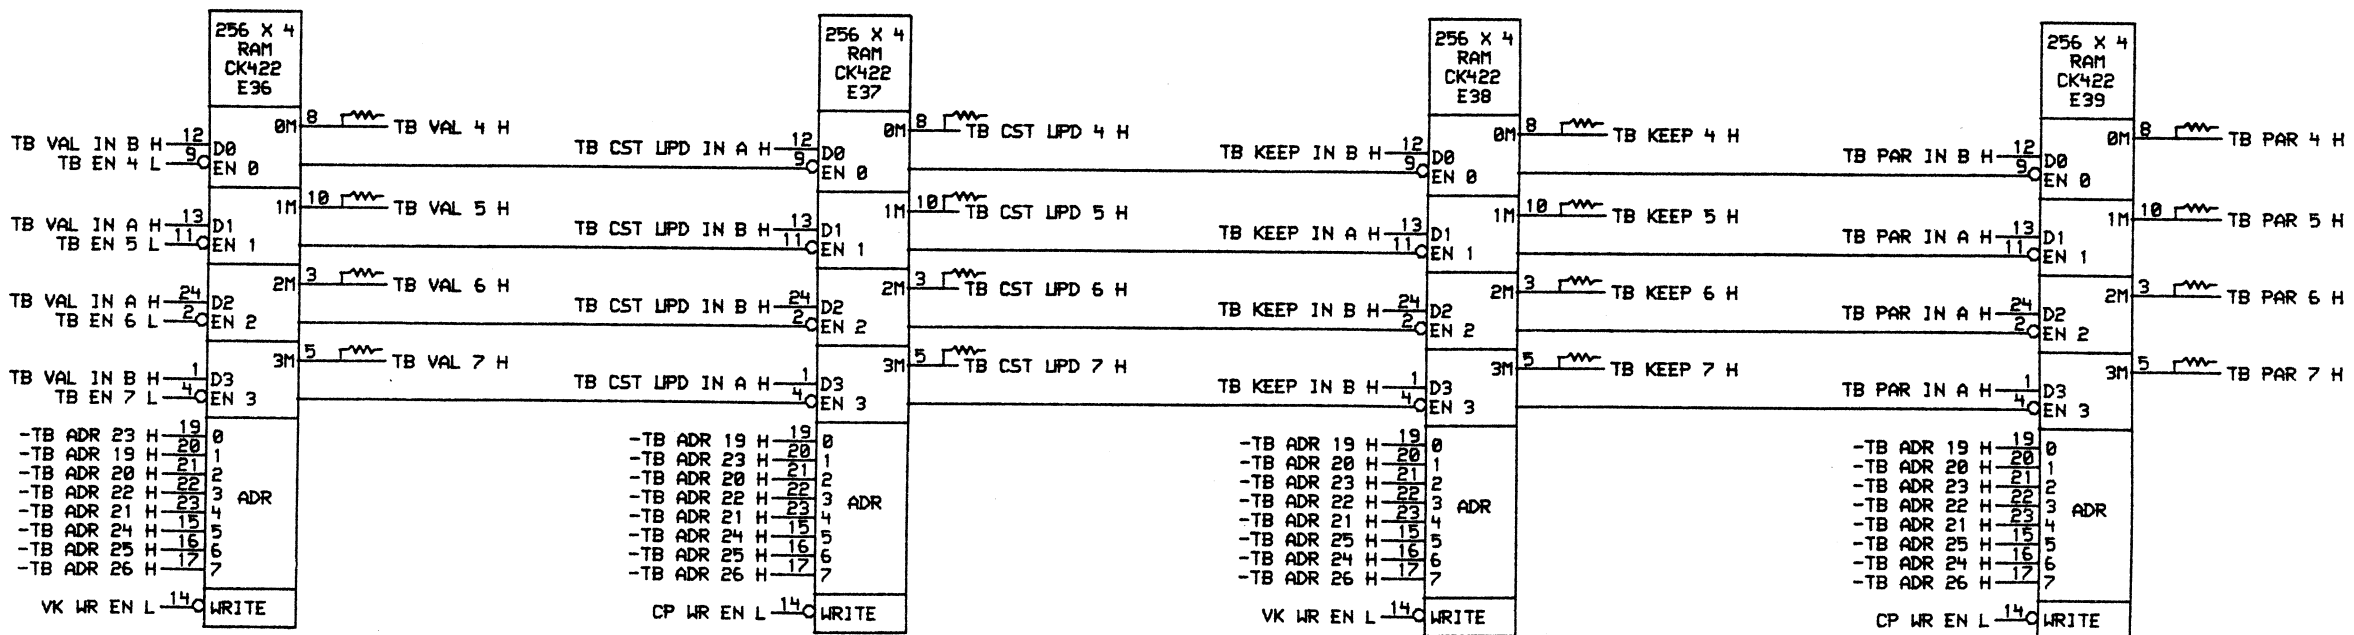 256 X 4
RAM
CK422
E36
TB VAL IN B H 12 D0
TB EN 4 L 9 EN 0
0M 8 TB VAL 4 H
TB VAL IN A H 13 D1
TB EN 5 L 11 EN 1
1M 10 TB VAL 5 H
TB VAL IN A H 24 D2
TB EN 6 L 2 EN 2
2M 3 TB VAL 6 H
TB VAL IN B H 1 D3
TB EN 7 L 4 EN 3
3M 5 TB VAL 7 H
-TB ADR 23 H 19 0
-TB ADR 19 H 20 1
-TB ADR 20 H 21 2
-TB ADR 22 H 22 3
ADR
-TB ADR 21 H 23 4
-TB ADR 24 H 15 5
-TB ADR 25 H 16 6
-TB ADR 26 H 17 7
VK WR EN L 14 WRITE
256 X 4
RAM
CK422
E37
TB CST UPD IN A H 12 D0
9 EN 0
0M 8 TB CST UPD 4 H
TB CST UPD IN B H 13 D1
11 EN 1
1M 10 TB CST UPD 5 H
TB CST UPD IN B H 24 D2
2 EN 2
2M 3 TB CST UPD 6 H
TB CST UPD IN A H 1 D3
4 EN 3
3M 5 TB CST UPD 7 H
-TB ADR 19 H 19 0
-TB ADR 23 H 20 1
-TB ADR 20 H 21 2
-TB ADR 22 H 22 3
ADR
-TB ADR 21 H 23 4
-TB ADR 24 H 15 5
-TB ADR 25 H 16 6
-TB ADR 26 H 17 7
CP WR EN L 14 WRITE
256 X 4
RAM
CK422
E38
TB KEEP IN B H 12 D0
9 EN 0
0M 8 TB KEEP 4 H
TB KEEP IN A H 13 D1
11 EN 1
1M 10 TB KEEP 5 H
TB KEEP IN B H 24 D2
2 EN 2
2M 3 TB KEEP 6 H
TB KEEP IN B H 1 D3
4 EN 3
3M 5 TB KEEP 7 H
-TB ADR 19 H 19 0
-TB ADR 20 H 20 1
-TB ADR 23 H 21 2
-TB ADR 22 H 22 3
ADR
-TB ADR 21 H 23 4
-TB ADR 25 H 15 5
-TB ADR 24 H 16 6
-TB ADR 26 H 17 7
VK WR EN L 14 WRITE
256 X 4
RAM
CK422
E39
TB PAR IN B H 12 D0
9 EN 0
0M 8 TB PAR 4 H
TB PAR IN A H 13 D1
11 EN 1
1M 10 TB PAR 5 H
TB PAR IN A H 24 D2
2 EN 2
2M 3 TB PAR 6 H
TB PAR IN A H 1 D3
4 EN 3
3M 5 TB PAR 7 H
-TB ADR 19 H 19 0
-TB ADR 20 H 20 1
-TB ADR 23 H 21 2
-TB ADR 22 H 22 3
ADR
-TB ADR 21 H 23 4
-TB ADR 25 H 15 5
-TB ADR 24 H 16 6
-TB ADR 26 H 17 7
CP WR EN L 14 WRITE